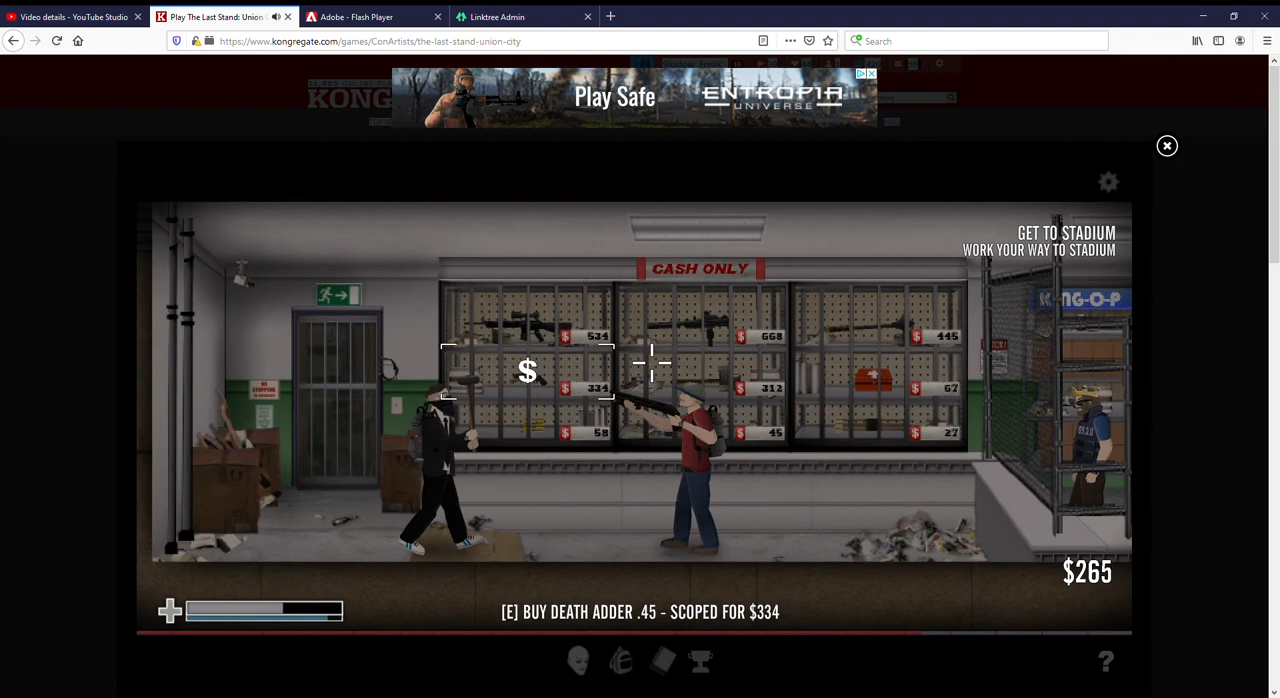 Video details - YouTube Studio
Play The Last Stand: Union C
Adobe - Flash Player
Linktree Admin
https://www.kongregate.com/games/ConArtists/the-last-stand-union-city
Search
KONG
Play Safe
ENTROPIA
UNIVERSE
GET TO STADIUM
WORK YOUR WAY TO STADIUM
CASH ONLY
$ 534
$ 668
$ 445
$
$ 334
$ 312
$ 67
$ 58
$ 45
$ 27
NO
$265
[E] BUY DEATH ADDER .45 - SCOPED FOR $334
?